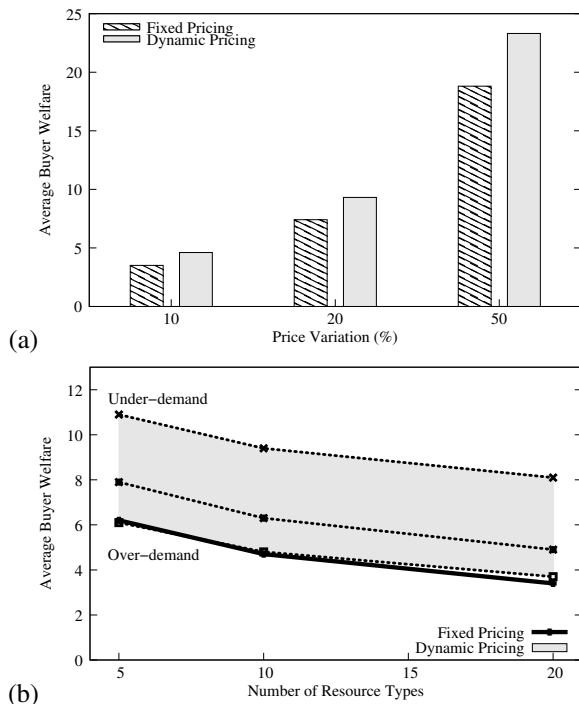 Fixed Pricing
Dynamic Pricing
25
20
15
10
5
0
Average Buyer Welfare
10
20
50
Price Variation (%)
(a)
12
10
8
6
4
2
0
Average Buyer Welfare
Under−demand
Over−demand
Fixed Pricing
Dynamic Pricing
5
10
15
20
Number of Resource Types
(b)